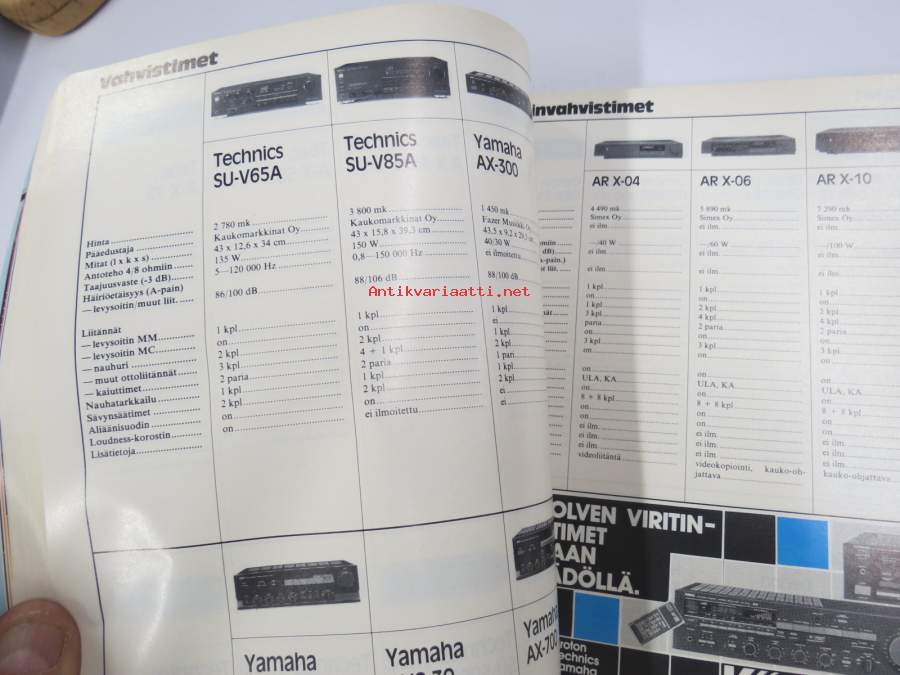 Vahvistimet
Technics
SU-V65A
Technics
SU-V85A
Yamaha
AX-300
Hinta
Pääedustaja
Mitat (l x k x s)
Antoteho 4/8 ohmiin
Taajuusvaste (-3 dB)
Häiriöetäisyys (A-pain)
– levysoitin/muut liit.
Liitännät
– levysoitin MM
– levysoitin MC
– nauhuri
– muut ottoliitännät
– kaiuttimet
Nauhatarkkailu
Sävynsäätimet
Aliäänisuodin
Loudness-korostin
Lisätietoja
2 780 mk
Kaukomarkkinat Oy
43 x 12,6 x 34 cm
135 W
5—120 000 Hz
86/100 dB
1 kpl
on
2 kpl
3 kpl
2 paria
1 kpl
2 kpl
on
on
3 800 mk
Kaukomarkkinat Oy
43 x 15,8 x 39,3 cm
150 W
0,8—150 000 Hz
88/106 dB
1 kpl
on
2 kpl
4 + 1 kpl
2 paria
1 kpl
2 kpl
on
ei ilmoitettu
1 450 mk
Fazer Musiikki Oy
40/30 W
ei ilmoitettu
88/100 dB
1 kpl
ei
1 kpl
2 kpl
1 pari
1 kpl
2 kpl
ei
ei
Yamaha
Yamaha
Yamaha
AX-700
Antikvariaatti.net
invahvistimet
AR X-04
AR X-06
AR X-10
4 490 mk
Simex Oy
ei ilm.
—/40 W
ei ilm.
ei ilm.
1 kpl
on
1 kpl
3 kpl
paria
3 kpl
on
on
ULA, KA
on
8 + 8 kpl
on
on
ei ilm.
ei ilm.
ei ilm.
videoliitäntä
5 890 mk
Simex Oy
ei ilm.
—/60 W
ei ilm.
ei ilm.
1 kpl
on
2 kpl
4 kpl
2 paria
on
3 kpl
on
ULA, KA
on
8 + 8 kpl
on
on
ei ilm.
ei ilm.
ei ilm.
videokopiointi, kauko-oh-
jattava
Simex Oy
ei ilm.
—/100 W
ei ilm.
ei ilm.
1 kpl
on
2 kpl
4 kpl
2 paria
on
3 kpl
on
on
ULA, KA
on
8 + 8 kpl
on
on
ei ilm.
ei ilm.
ei ilm.
kauko-ohjattava
OLVEN VIRITIN-
TIMET
AAN
ADÖLLÄ.
roton
echnics
amaha